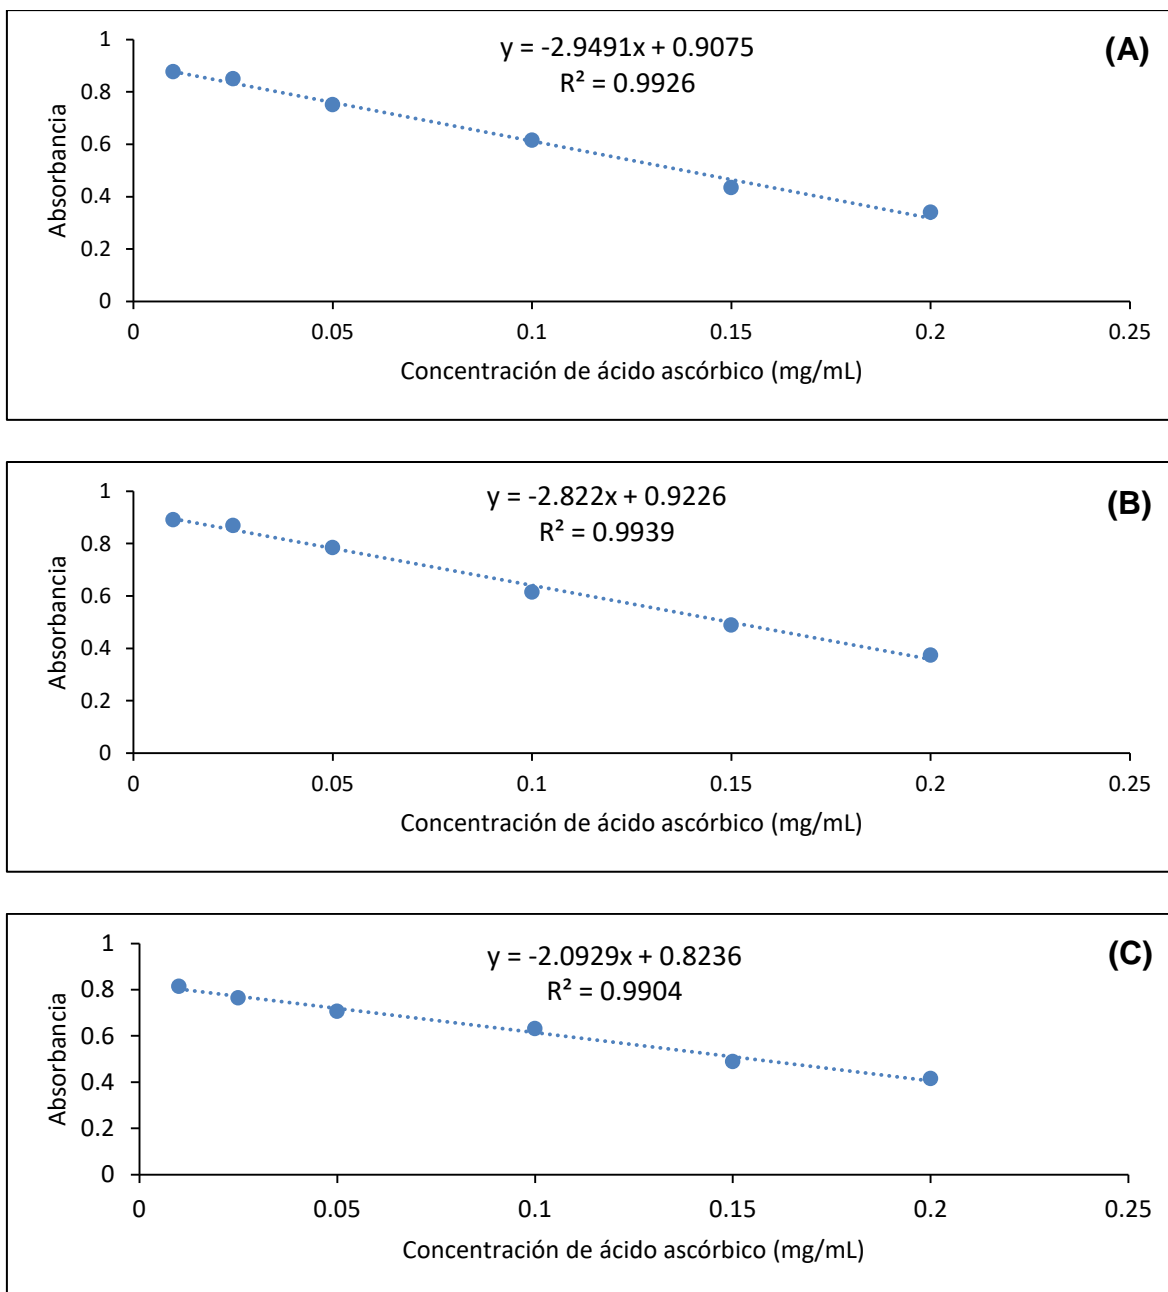 y = -2.9491x + 0.9075
R² = 0.9926
(A)
1
0.8
0.6
0.4
0.2
0
Absorbancia
0 0.05 0.1 0.15 0.2 0.25
Concentración de ácido ascórbico (mg/mL)
y = -2.822x + 0.9226
R² = 0.9939
(B)
1
0.8
0.6
0.4
0.2
0
Absorbancia
0 0.05 0.1 0.15 0.2 0.25
Concentración de ácido ascórbico (mg/mL)
y = -2.0929x + 0.8236
R² = 0.9904
(C)
1
0.8
0.6
0.4
0.2
0
Absorbancia
0 0.05 0.1 0.15 0.2 0.25
Concentración de ácido ascórbico (mg/mL)